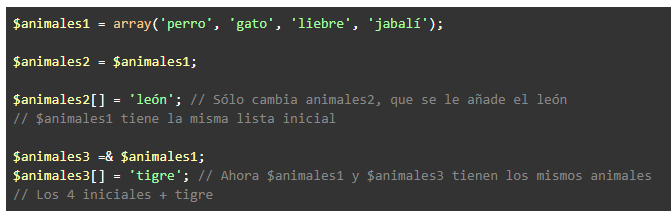 $animales1 = array('perro', 'gato', 'liebre', 'jabalí');
$animales2 = $animales1;
$animales2[] = 'león'; // Sólo cambia animales2, que se le añade el león
// $animales1 tiene la misma lista inicial
$animales3 =& $animales1;
$animales3[] = 'tigre'; // Ahora $animales1 y $animales3 tienen los mismos animales
// Los 4 iniciales + tigre